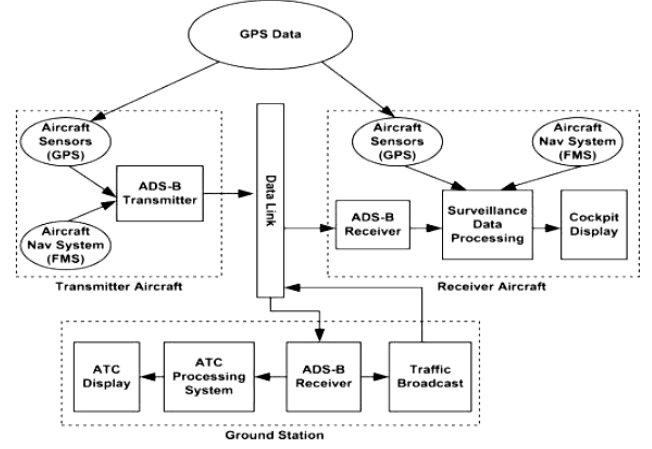 GPS Data
Aircraft
Sensors
(GPS)
ADS-B
Transmitter
Aircraft
Nav System
(FMS)
Transmitter Aircraft
Data Link
Aircraft
Sensors
(GPS)
Aircraft
Nav System
(FMS)
ADS-B
Receiver
Surveillance
Data
Processing
Cockpit
Display
Receiver Aircraft
ATC
Display
ATC
Processing
System
ADS-B
Receiver
Traffic
Broadcast
Ground Station